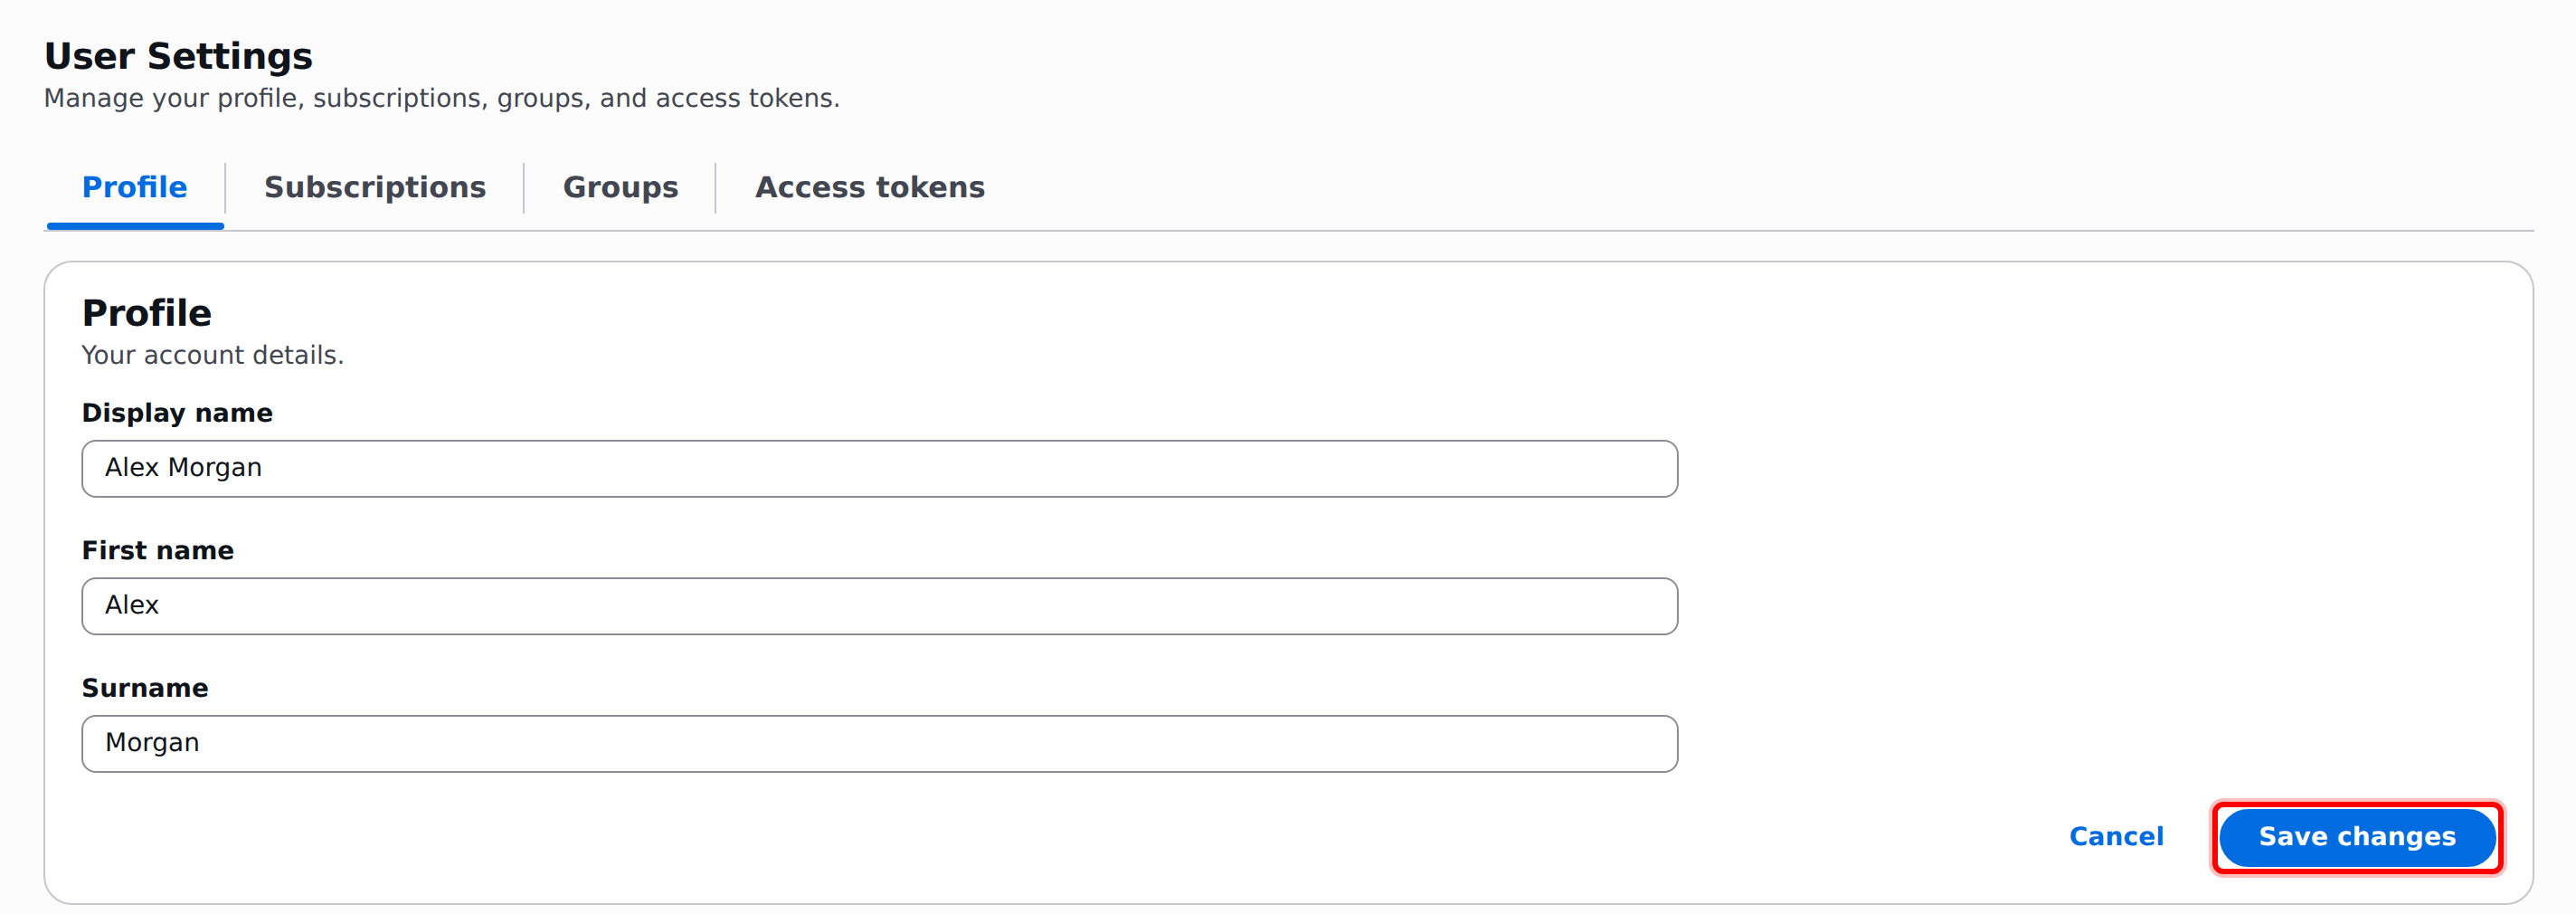 User Settings
Manage your profile, subscriptions, groups, and access tokens.
Profile Subscriptions Groups Access tokens
Profile
Your account details.
Display name
Alex Morgan
First name
Alex
Surname
Morgan
Cancel Save changes